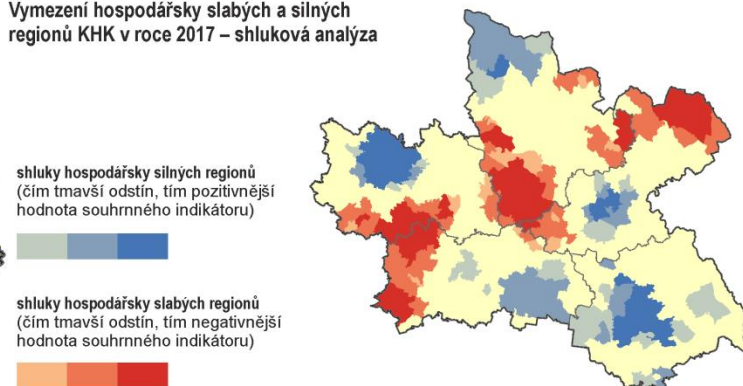 Vymezení hospodářsky slabých a silných
regionů KHK v roce 2017 – shluková analýza
shluky hospodářsky silných regionů
(čím tmavší odstín, tím pozitivnější
hodnota souhrnného indikátoru)
shluky hospodářsky slabých regionů
(čím tmavší odstín, tím negativnější
hodnota souhrnného indikátoru)